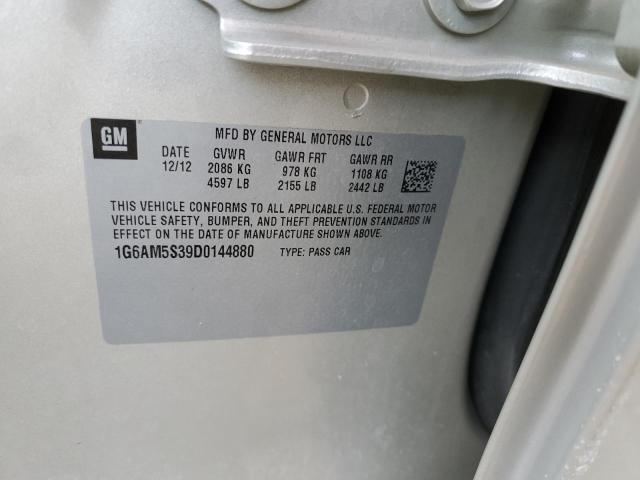 GM
MFD BY GENERAL MOTORS LLC
DATE GVWR GAWR FRT GAWR RR
12/12 2086 KG 978 KG 1108 KG
4597 LB 2155 LB 2442 LB
THIS VEHICLE CONFORMS TO ALL APPLICABLE U.S. FEDERAL MOTOR
VEHICLE SAFETY, BUMPER, AND THEFT PREVENTION STANDARDS IN
EFFECT ON THE DATE OF MANUFACTURE SHOWN ABOVE.
1G6AM5S39D0144880 TYPE: PASS CAR